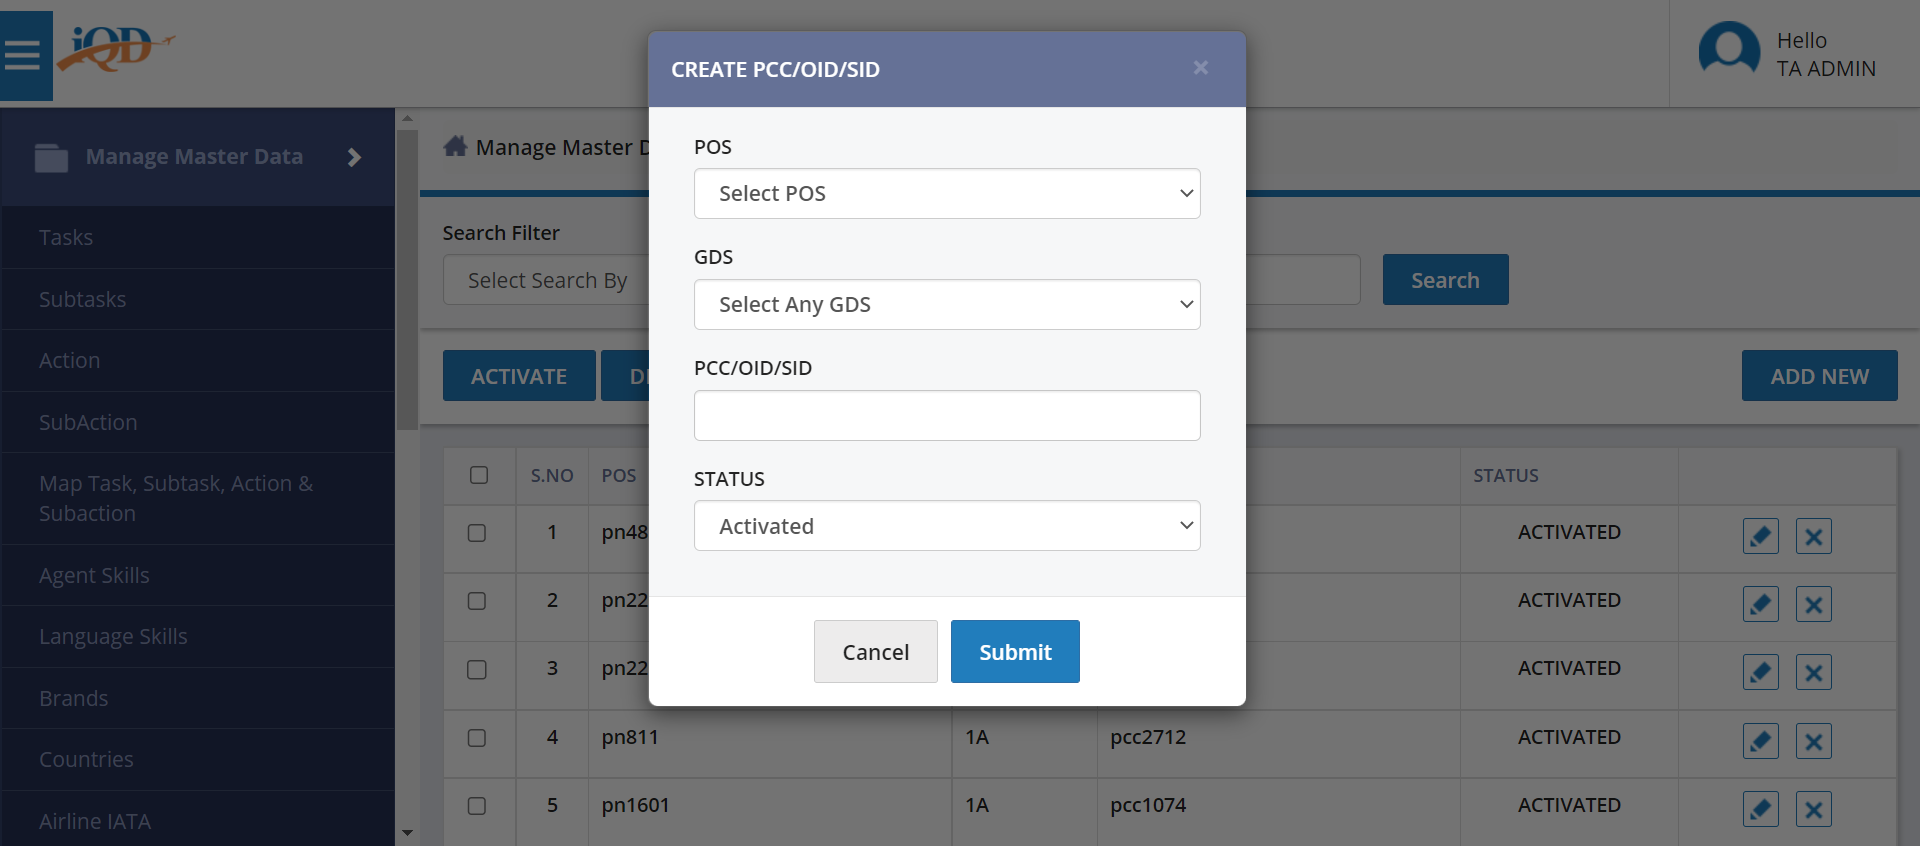 iQD
Hello
TA ADMIN
Manage Master Data
Tasks
Subtasks
Action
SubAction
Map Task, Subtask, Action &
Subaction
Agent Skills
Language Skills
Brands
Countries
Airline IATA
Manage Master
Search Filter
Select Search By
Search
ACTIVATE
ADD NEW
S.NO POS STATUS
1 pn48 ACTIVATED
2 pn22 ACTIVATED
3 pn22 ACTIVATED
4 pn811 1A pcc2712 ACTIVATED
5 pn1601 1A pcc1074 ACTIVATED
CREATE PCC/OID/SID
POS
Select POS
GDS
Select Any GDS
PCC/OID/SID
STATUS
Activated
Cancel
Submit